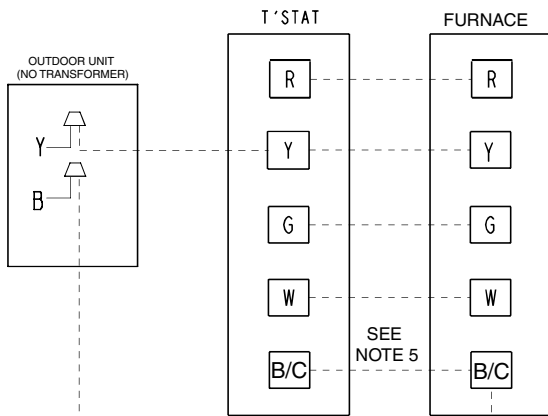 T'STAT
FURNACE
OUTDOOR UNIT
(NO TRANSFORMER)
R
R
Y
Y
Y
B
G
G
W
W
SEE
NOTE 5
B/C
B/C